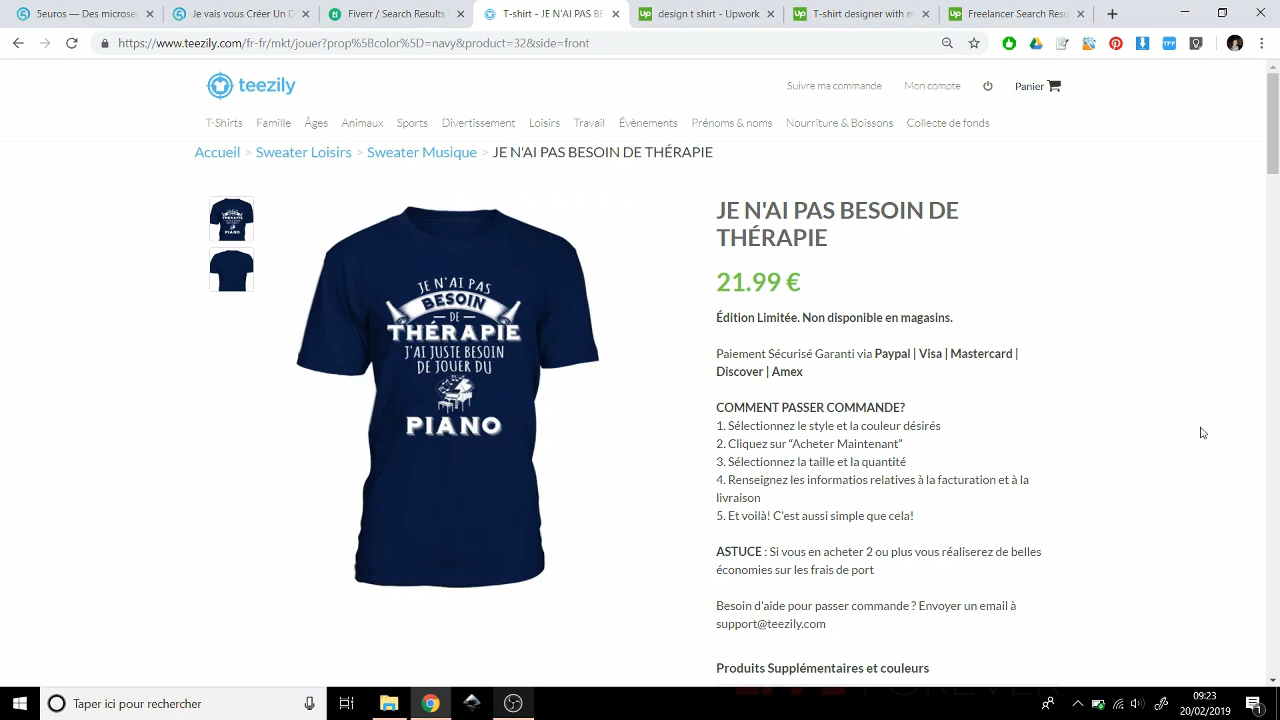 5euros — Domicicroser
Je vais vous Créer Un D
Fiverr / Search Results
T-shirt - JE N'AI PAS BE
design t shirt - Upwork
T-shirt designer with m
Freelancer Search Resu
https://www.teezily.com/fr-fr/mkt/jour?prop%5Bcolor%5D=navy&product=32&side=front
teezily
Suivre ma commande
Mon compte
Panier
T-Shirts Famille Âges Animaux Sports Divertissement Loisirs Travail Évènements Prénoms & noms Nourriture & Boissons Collecte de fonds
Accueil > Sweater Loisirs > Sweater Musique > JE N'AI PAS BESOIN DE THÉRAPIE
JE N'AI PAS
BESOIN
DE
THÉRAPIE
J'AI JUSTE BESOIN
DE JOUER DU
PIANO
JE N'AI PAS BESOIN DE
THÉRAPIE
21.99 €
Édition Limitée. Non disponible en magasins.
Paiement Sécurisé Garanti via Paypal | Visa | Mastercard |
Discover | Amex
COMMENT PASSER COMMANDE?
1. Sélectionnez le style et la couleur désirés
2. Cliquez sur “Acheter Maintenant”
3. Sélectionnez la taille et la quantité
4. Renseignez les informatios relatives à la facturation et à la
livraison
5. Et voilà! C'est aussi simple que cela!
ASTUCE : Si vous en acheter 2 ou plus vous réaliserez de belles
économies sur les frais de port
Besoin d'aide pour passer commande ? Envoyer un email à
support@teezily.com
Produits Supplémentaires et couleurs
Taper ici pour rechercher
09:23
20/02/2019